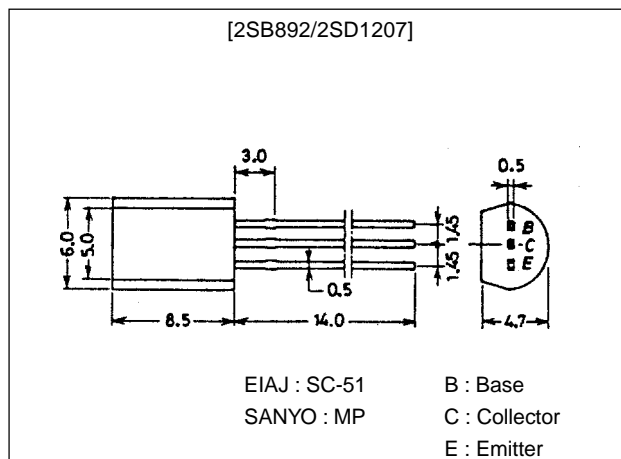 [2SB892/2SD1207]
3.0
0.5
6.0
5.0
1.45
1.45
B
C
E
0.5
8.5
14.0
4.7
EIAJ : SC-51
B : Base
SANYO : MP
C : Collector
E : Emitter